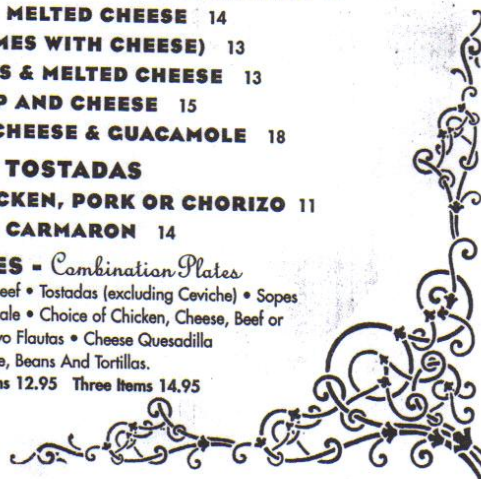 MELTED CHEESE 14
MES WITH CHEESE) 13
S & MELTED CHEESE 13
P AND CHEESE 15
CHEESE & GUACAMOLE 18
TOSTADAS
CKEN, PORK OR CHORIZO 11
CARMARON 14
ES - Combination Plates
eef • Tostadas (excluding Ceviche) • Sopes
ale • Choice of Chicken, Cheese, Beef or
vo Flautas • Cheese Quesadilla
e, Beans And Tortillas.
ns 12.95 Three Items 14.95